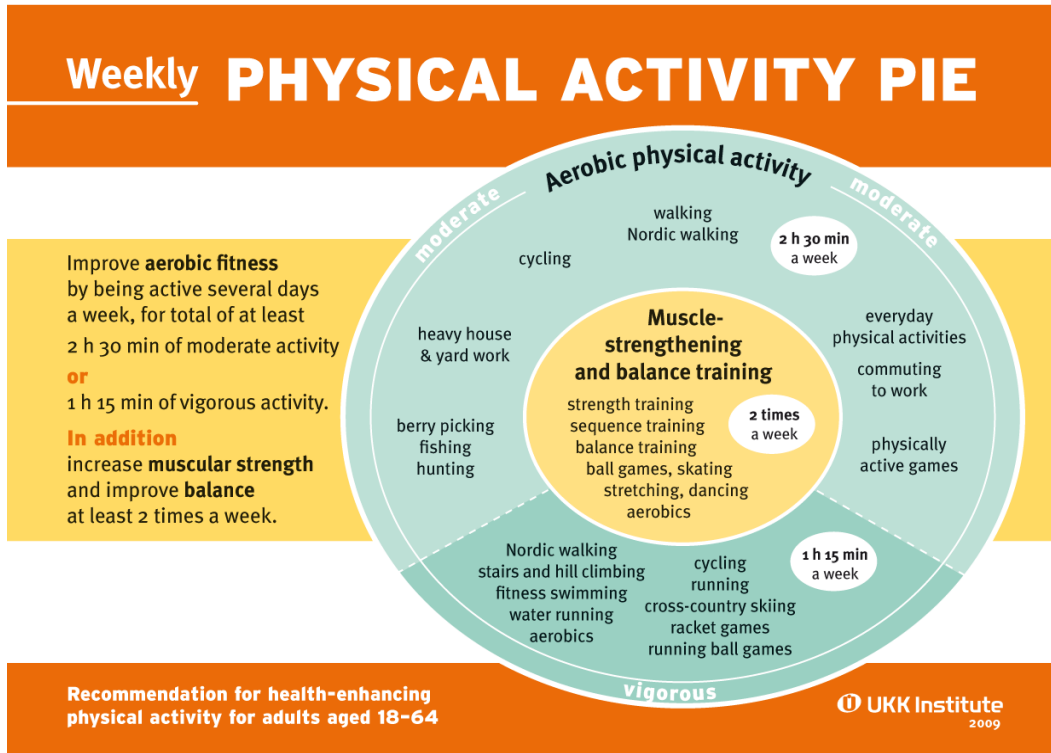 Weekly PHYSICAL ACTIVITY PIE
Improve aerobic fitness
by being active several days
a week, for total of at least
2 h 30 min of moderate activity
or
1 h 15 min of vigorous activity.
In addition
increase muscular strength
and improve balance
at least 2 times a week.
Aerobic physical activity
moderate
moderate
walking
Nordic walking
2 h 30 min
a week
cycling
heavy house
& yard work
berry picking
fishing
hunting
everyday
physical activities
commuting
to work
physically
active games
Muscle-
strengthening
and balance training
strength training
sequence training
balance training
ball games, skating
stretching, dancing
aerobics
2 times
a week
Nordic walking
stairs and hill climbing
fitness swimming
water running
aerobics
cycling
running
cross-country skiing
racket games
running ball games
1 h 15 min
a week
vigorous
Recommendation for health-enhancing
physical activity for adults aged 18–64
UKK Institute
2009